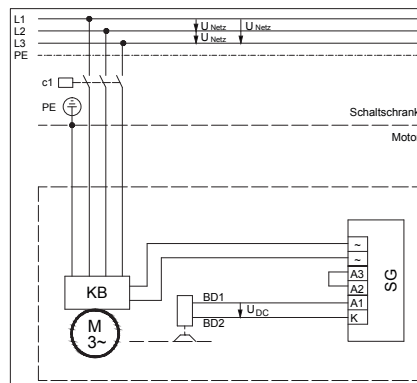 L1
U Netz U Netz
L2
U Netz
L3
PE
c1
PE
Schaltschrank
Motor
~
~
A3
A2
A1
K
SG
KB
BD1
U DC
BD2
M
3~